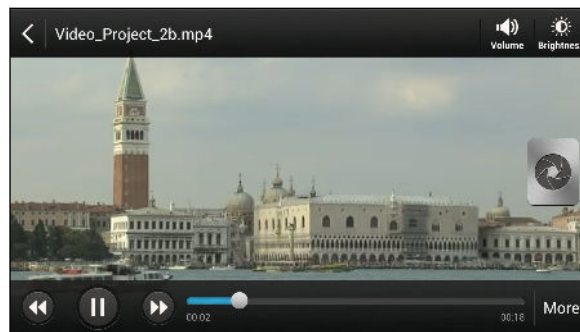 Video_Project_2b.mp4
Volume
Brightnes
00:02
00:18
More